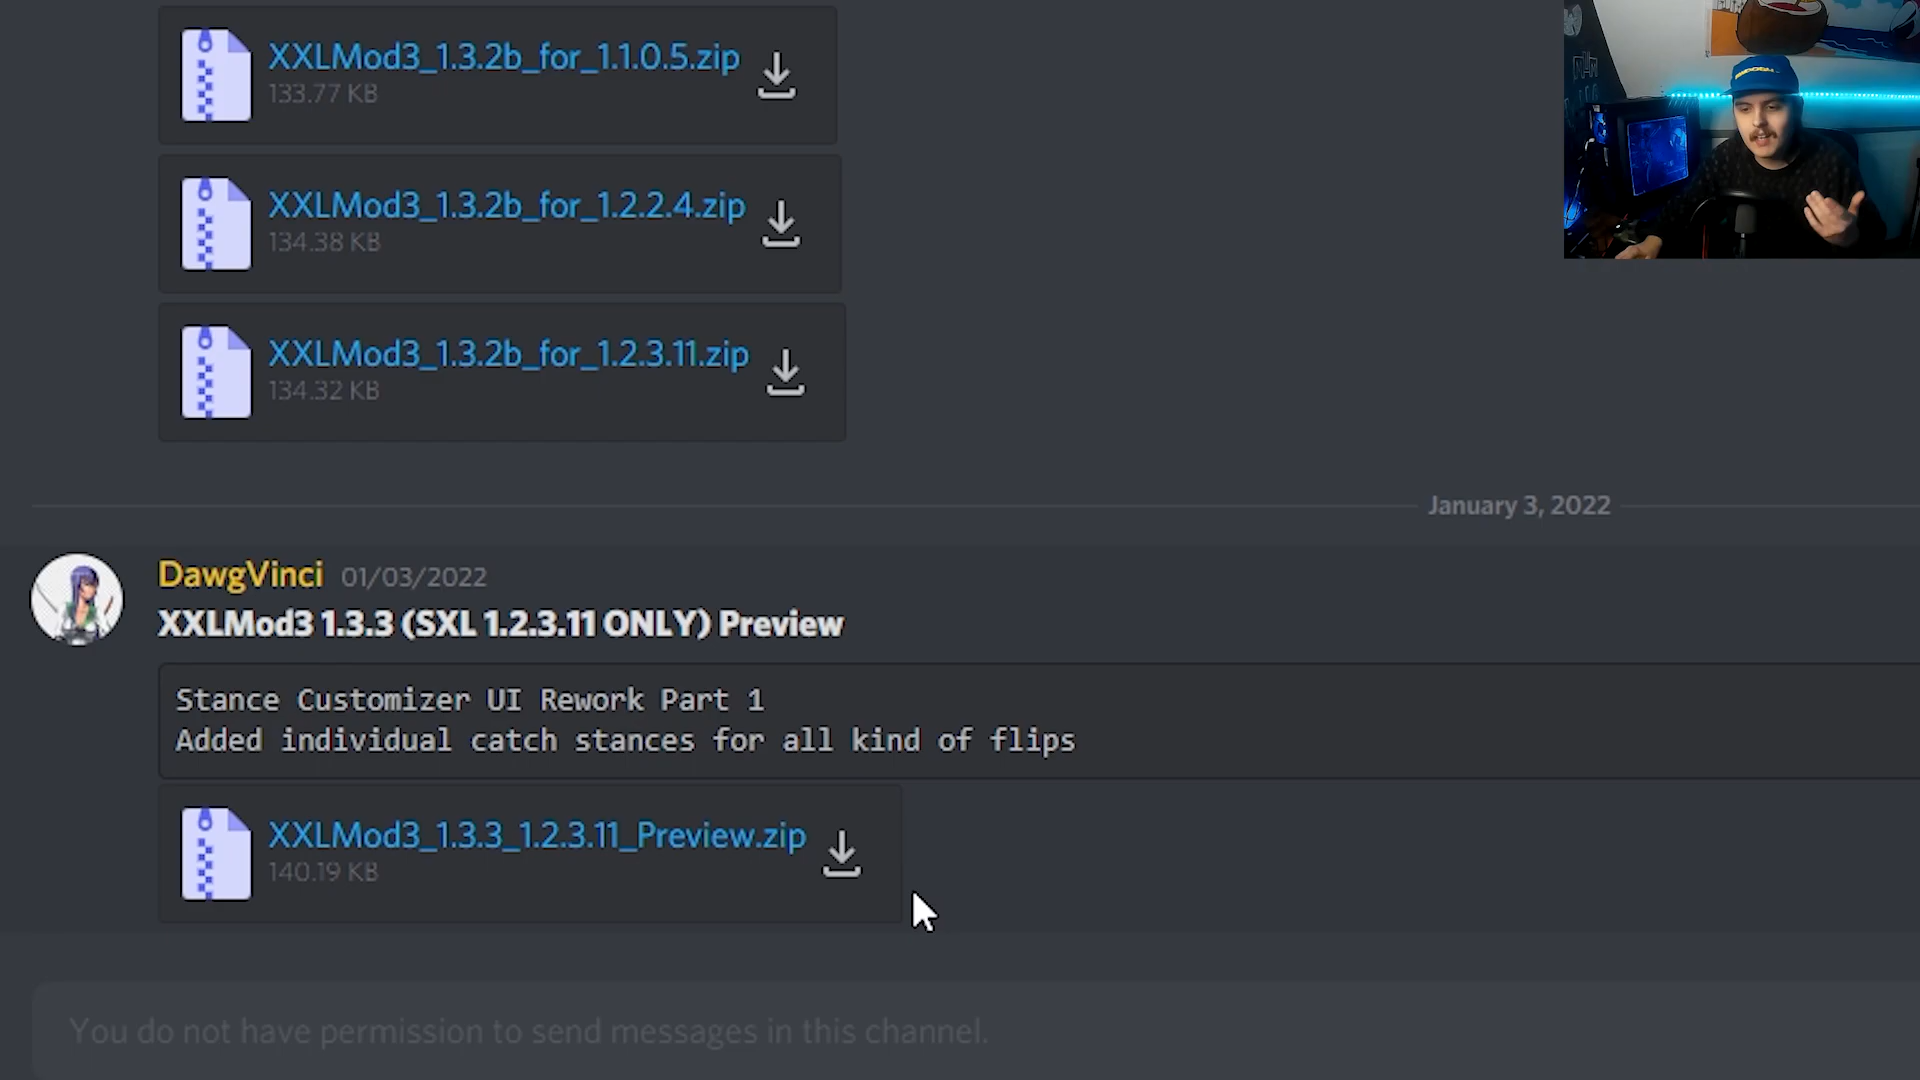 XXLMod3_1.3.2b_for_1.1.0.5.zip
133.77 KB
XXLMod3_1.3.2b_for_1.2.2.4.zip
134.38 KB
XXLMod3_1.3.2b_for_1.2.3.11.zip
134.32 KB
January 3, 2022
DawgVinci 01/03/2022
XXLMod3 1.3.3 (SXL 1.2.3.11 ONLY) Preview
Stance Customizer UI Rework Part 1
Added individual catch stances for all kind of flips
XXLMod3_1.3.3_1.2.3.11_Preview.zip
140.19 KB
You do not have permission to send messages in this channel.